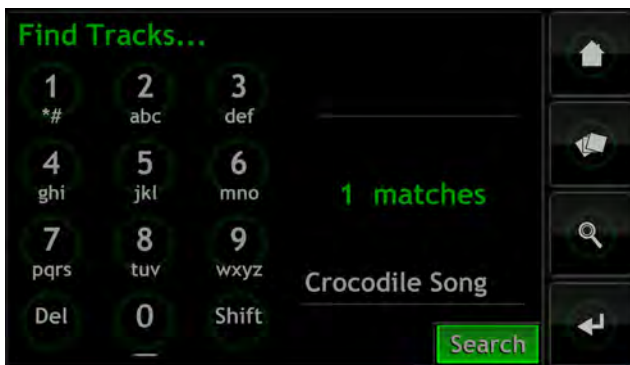 Find Tracks...
1 2 3
*# abc def
4 5 6
ghi jkl mno
1 matches
7 8 9
pqrs tuv wxyz
Crocodile Song
Del 0 Shift
Search